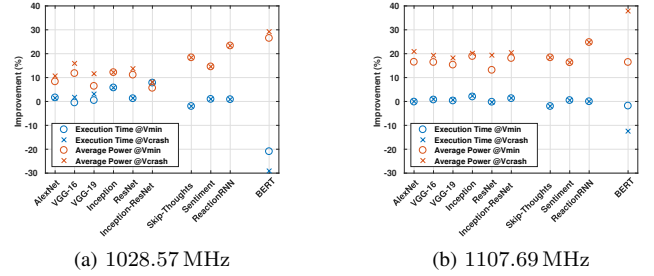 40
30
20
10
0
-10
-20
-30
Improvement (%)
Execution Time @Vmin
Execution Time @Vcrash
Average Power @Vmin
Average Power @Vcrash
AlexNet
VGG-16
VGG-19
Inception
ResNet
Inception-ResNet
Skip-Thoughts
Sentiment
ReactionRNN
BERT
(a) 1028.57 MHz
40
30
20
10
0
-10
-20
-30
Improvement (%)
Execution Time @Vmin
Execution Time @Vcrash
Average Power @Vmin
Average Power @Vcrash
AlexNet
VGG-16
VGG-19
Inception
ResNet
Inception-ResNet
Skip-Thoughts
Sentiment
ReactionRNN
BERT
(b) 1107.69 MHz